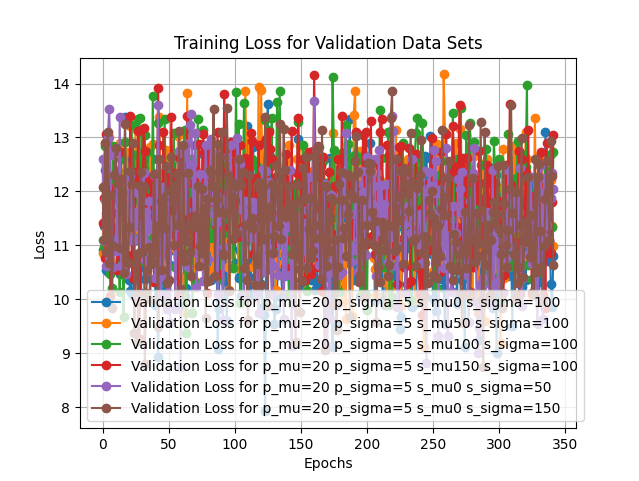 Training Loss for Validation Data Sets
Loss
14
13
12
11
10
9
8
Validation Loss for p_mu=20 p_sigma=5 s_mu0 s_sigma=100
Validation Loss for p_mu=20 p_sigma=5 s_mu50 s_sigma=100
Validation Loss for p_mu=20 p_sigma=5 s_mu100 s_sigma=100
Validation Loss for p_mu=20 p_sigma=5 s_mu150 s_sigma=100
Validation Loss for p_mu=20 p_sigma=5 s_mu0 s_sigma=50
Validation Loss for p_mu=20 p_sigma=5 s_mu0 s_sigma=150
0 50 100 150 200 250 300 350
Epochs